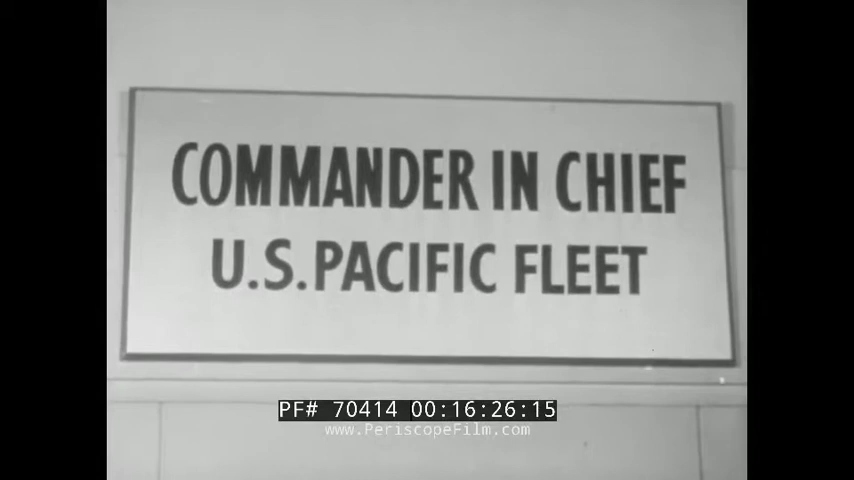 COMMANDER IN CHIEF
U.S. PACIFIC FLEET
PF# 70414 00:16:26:15
www.PeriscopeFilm.com